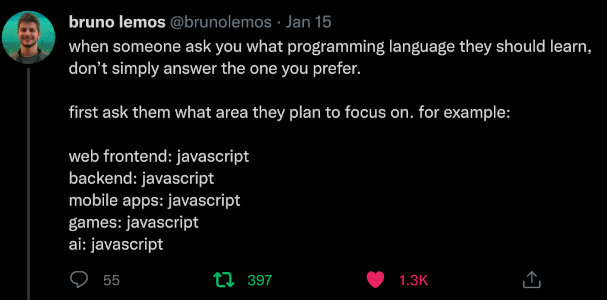 bruno lemos @brunolemos · Jan 15
when someone ask you what programming language they should learn,
don't simply answer the one you prefer.
first ask them what area they plan to focus on. for example:
web frontend: javascript
backend: javascript
mobile apps: javascript
games: javascript
ai: javascript
55 397 1.3K